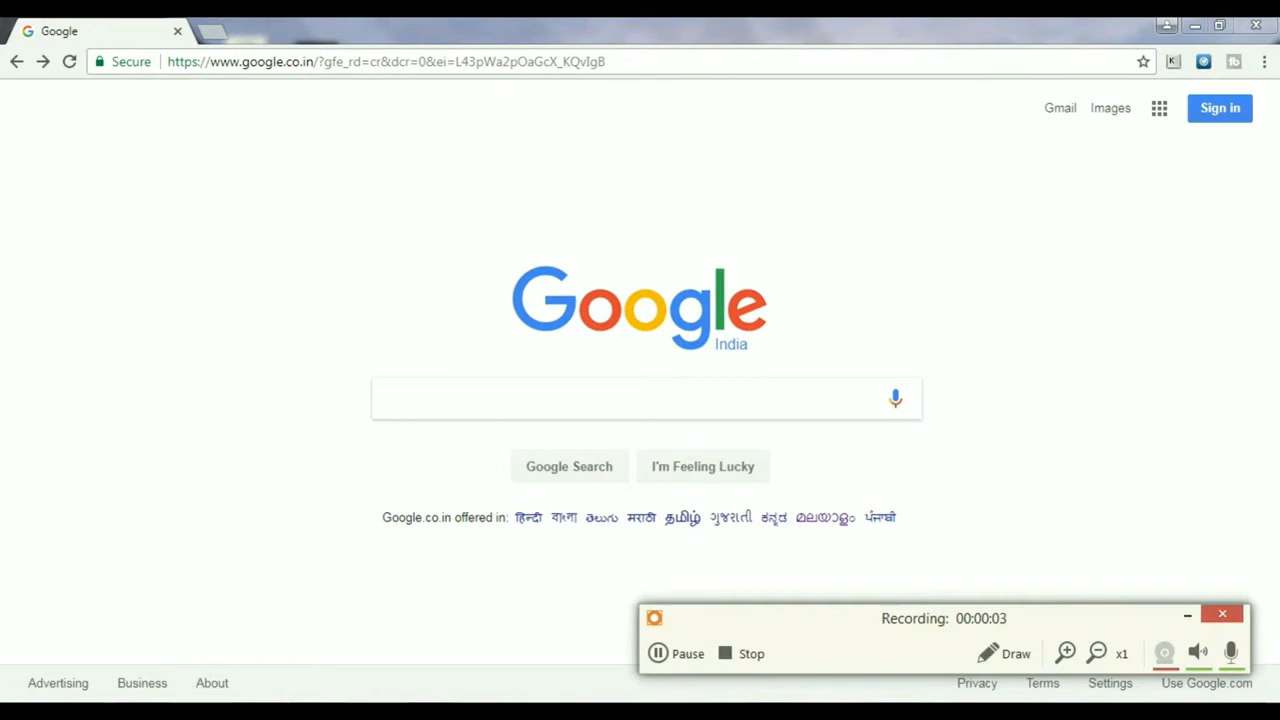 Google
Secure https://www.google.co.in/?gfe_rd=cr&dcr=0&ei=L43pWa2pOaGcX_KQvIgB
Gmail Images Sign in
Google
India
Google Search I'm Feeling Lucky
Google.co.in offered in: हिन्दी বাংলা తెలుగు मराठी தமிழ் ગુજરાતી ಕನ್ನಡ മലയാളം ਪੰਜਾਬੀ
Recording: 00:00:03
Pause Stop Draw x1
Advertising Business About Privacy Terms Settings Use Google.com